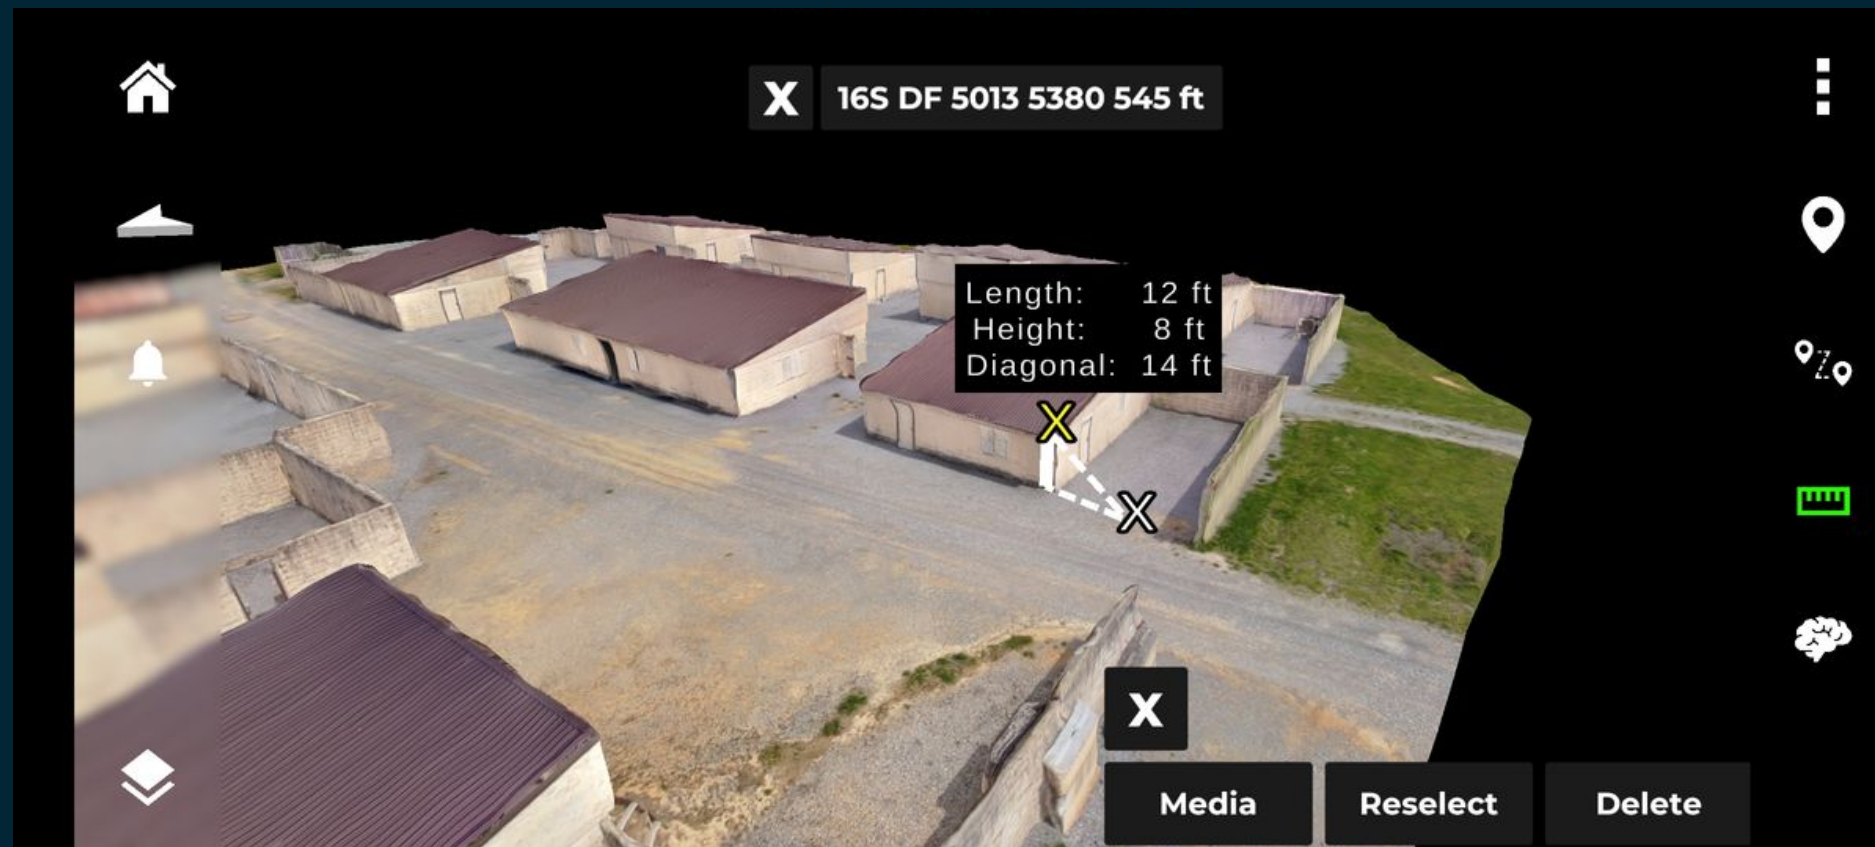 X 16S DF 5013 5380 545 ft
Length: 12 ft
Height: 8 ft
Diagonal: 14 ft
X
X
X
Media Reselect Delete